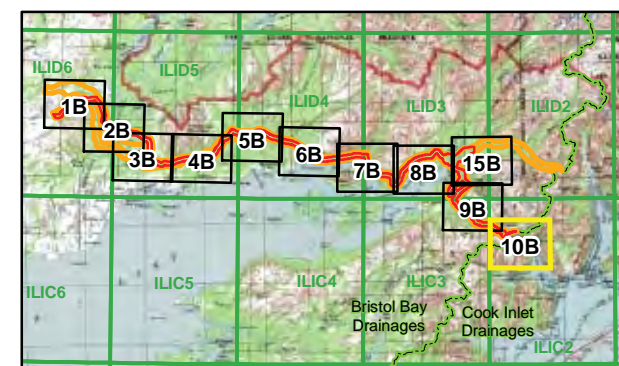 ILID6
ILID5
ILID4
ILID3
ILID2
1B
2B
3B
4B
5B
6B
7B
8B
15B
9B
10B
ILIC6
ILIC5
ILIC4
ILIC3
ILIC2
Bristol Bay
Drainages
Cook Inlet
Drainages